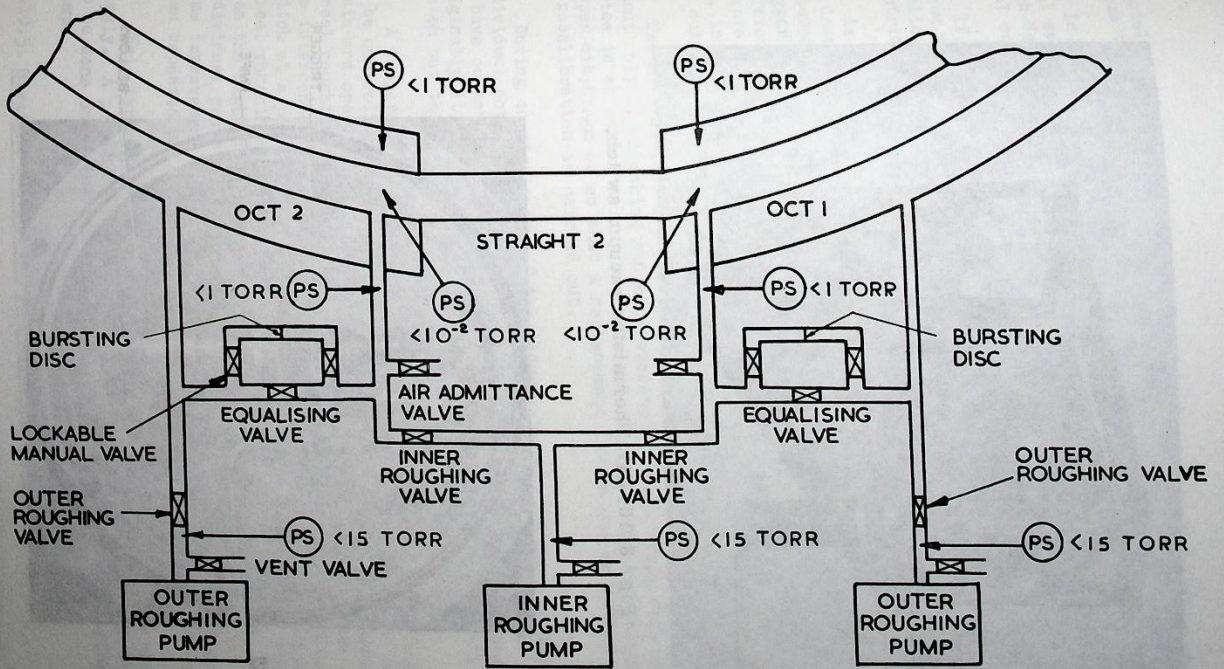 PS
<1 TORR
PS
<1 TORR
OCT 2
OCT 1
STRAIGHT 2
<1 TORR
PS
PS
<10⁻² TORR
PS
<10⁻² TORR
PS
<1 TORR
BURSTING
DISC
BURSTING
DISC
AIR ADMITTANCE
VALVE
EQUALISING
VALVE
EQUALISING
VALVE
LOCKABLE
MANUAL VALVE
INNER
ROUGHING
VALVE
INNER
ROUGHING
VALVE
OUTER
ROUGHING VALVE
OUTER
ROUGHING
VALVE
PS
<15 TORR
PS
<15 TORR
PS
<15 TORR
VENT VALVE
OUTER
ROUGHING
PUMP
INNER
ROUGHING
PUMP
OUTER
ROUGHING
PUMP